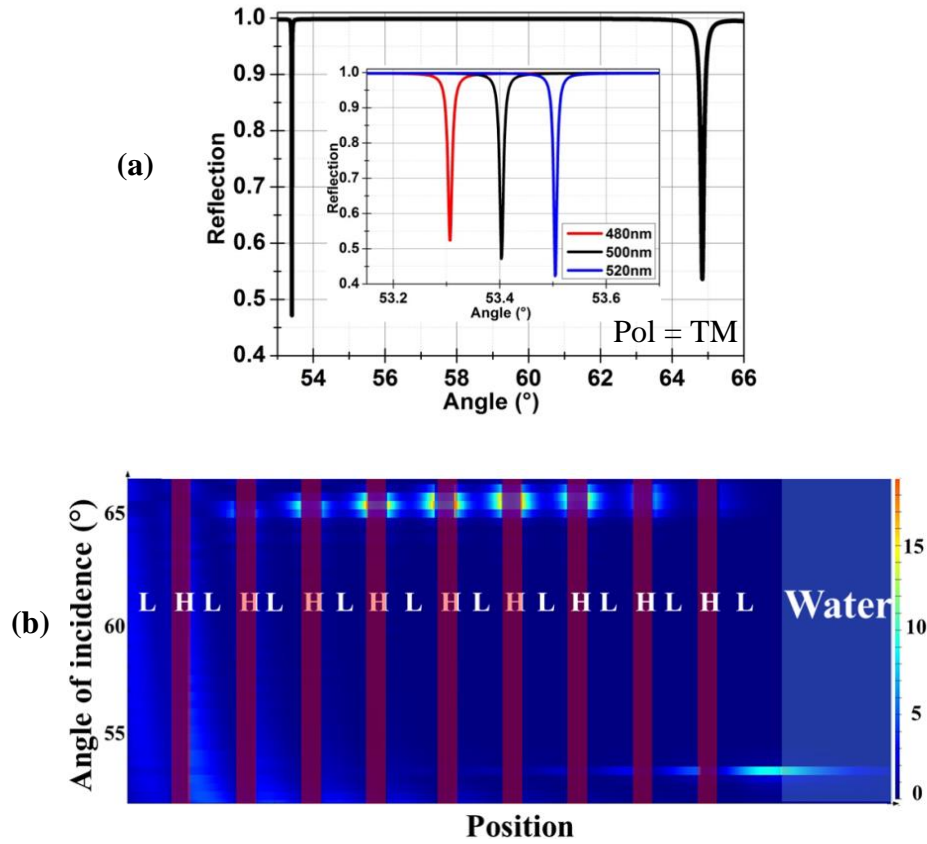 (a)
Reflection
1.0
0.9
0.8
0.7
0.6
0.5
0.4
54 56 58 60 62 64 66
Angle (°)
Pol = TM
Reflection
1.0
0.9
0.8
0.7
0.6
0.5
0.4
53.2 53.4 53.6
Angle (°)
480nm
500nm
520nm
(b)
Angle of incidence (°)
65
60
55
L H L H L H L H L H L H L H L H L H L Water
15
10
5
0
Position